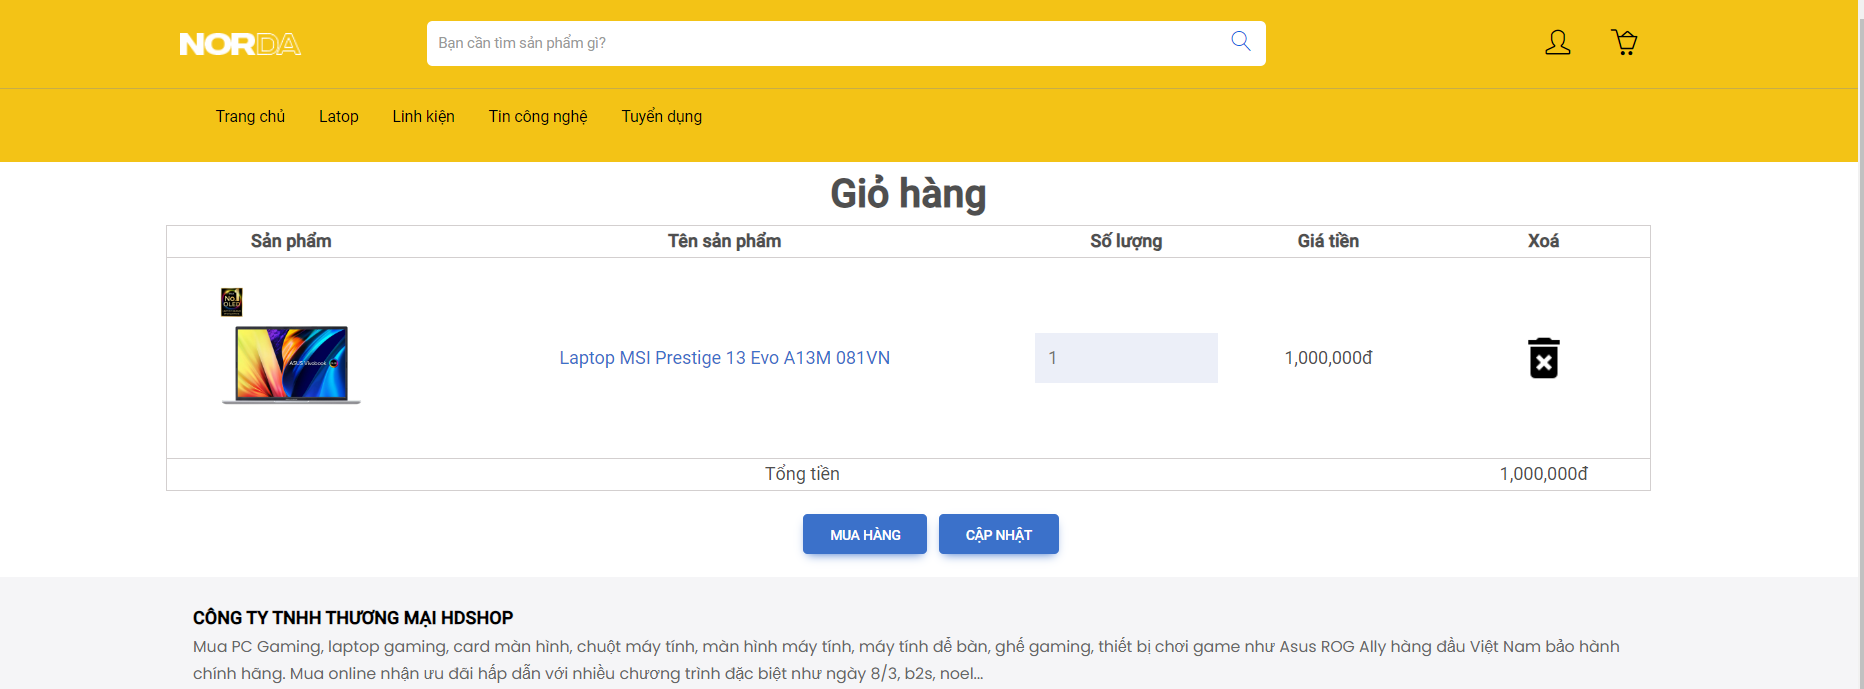 NORDA
Bạn cần tìm sản phẩm gì?
Trang chủ Latop Linh kiện Tin công nghệ Tuyển dụng
Giỏ hàng
Sản phẩm Tên sản phẩm Số lượng Giá tiền Xoá
No.1
OLED
ASUS Vivobook
Laptop MSI Prestige 13 Evo A13M 081VN 1 1,000,000đ
Tổng tiền 1,000,000đ
MUA HÀNG CẬP NHẬT
CÔNG TY TNHH THƯƠNG MẠI HDSHOP
Mua PC Gaming, laptop gaming, card màn hình, chuột máy tính, màn hình máy tính, máy tính để bàn, ghế gaming, thiết bị chơi game như Asus ROG Ally hàng đầu Việt Nam bảo hành
chính hãng. Mua online nhận ưu đãi hấp dẫn với nhiều chương trình đặc biệt như ngày 8/3, b2s, noel...